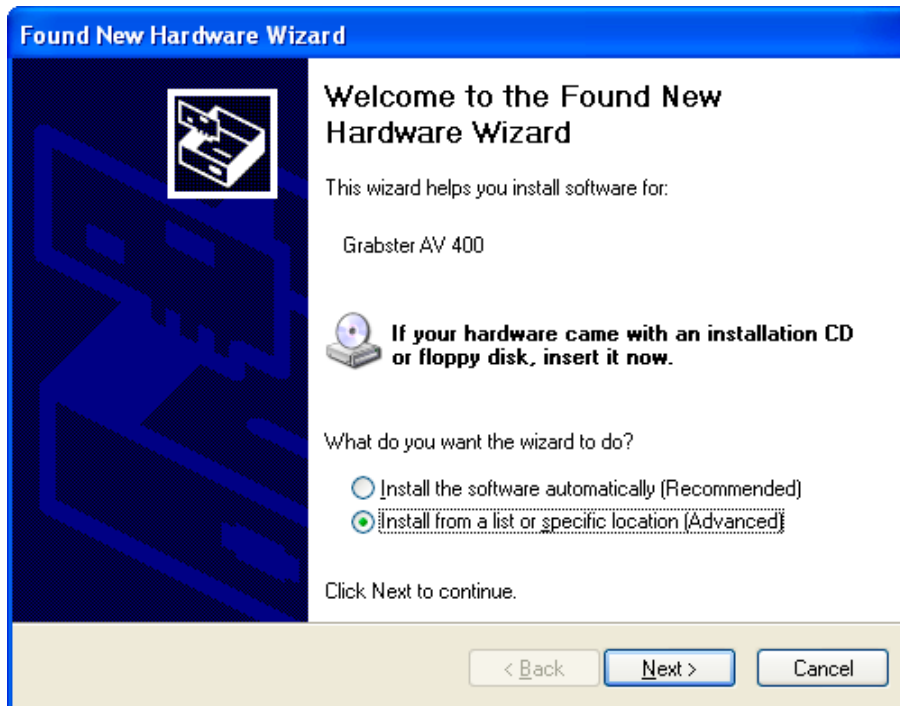 Found New Hardware Wizard
Welcome to the Found New
Hardware Wizard
This wizard helps you install software for:
Grabster AV 400
If your hardware came with an installation CD
or floppy disk, insert it now.
What do you want the wizard to do?
Install the software automatically (Recommended)
Install from a list or specific location (Advanced)
Click Next to continue.
< Back
Next >
Cancel